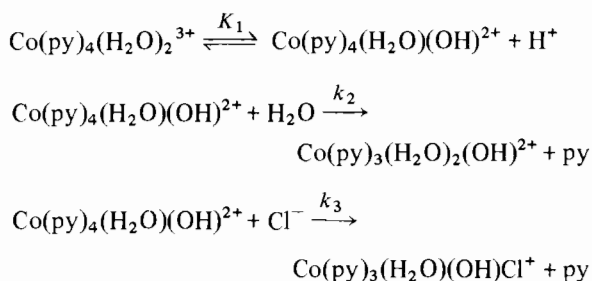 Co(py)₄(H₂O)₂³⁺ ⇌ K₁ Co(py)₄(H₂O)(OH)²⁺ + H⁺
Co(py)₄(H₂O)(OH)²⁺ + H₂O —k₂→
Co(py)₃(H₂O)₂(OH)²⁺ + py
Co(py)₄(H₂O)(OH)²⁺ + Cl⁻ —k₃→
Co(py)₃(H₂O)(OH)Cl⁺ + py